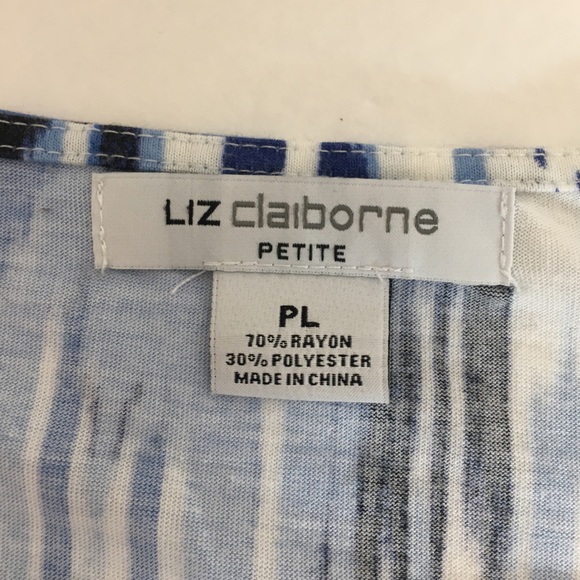 LIZ claiborne
PETITE
PL
70% RAYON
30% POLYESTER
MADE IN CHINA